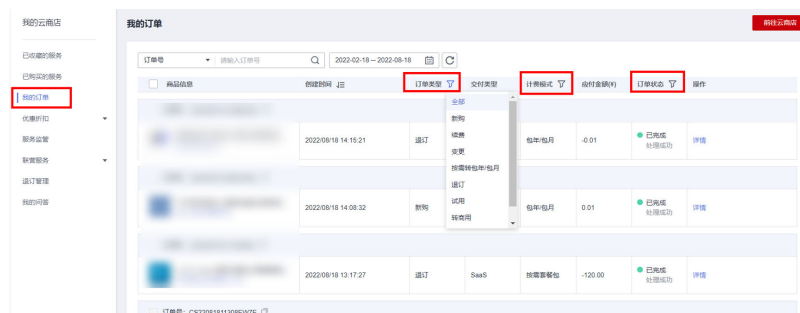 我的云商店
我的订单
前往云商店
已收藏的服务
已购买的服务
我的订单
优惠折扣
服务监管
联营服务
退订管理
我的问答
订单号
请输入订单号
2022-02-18 – 2022-08-18
商品信息
创建时间
订单类型
交付类型
计费模式
应付金额(¥)
订单状态
操作
全部
新购
续费
变更
按需转包年/包月
退订
试用
转商用
2022/08/18 14:15:21
退订
包年/包月
-0.01
已完成
处理成功
详情
2022/08/18 14:08:32
新购
包年/包月
0.01
已完成
处理成功
详情
2022/08/18 13:17:27
退订
SaaS
按需套餐包
-120.00
已完成
处理成功
详情